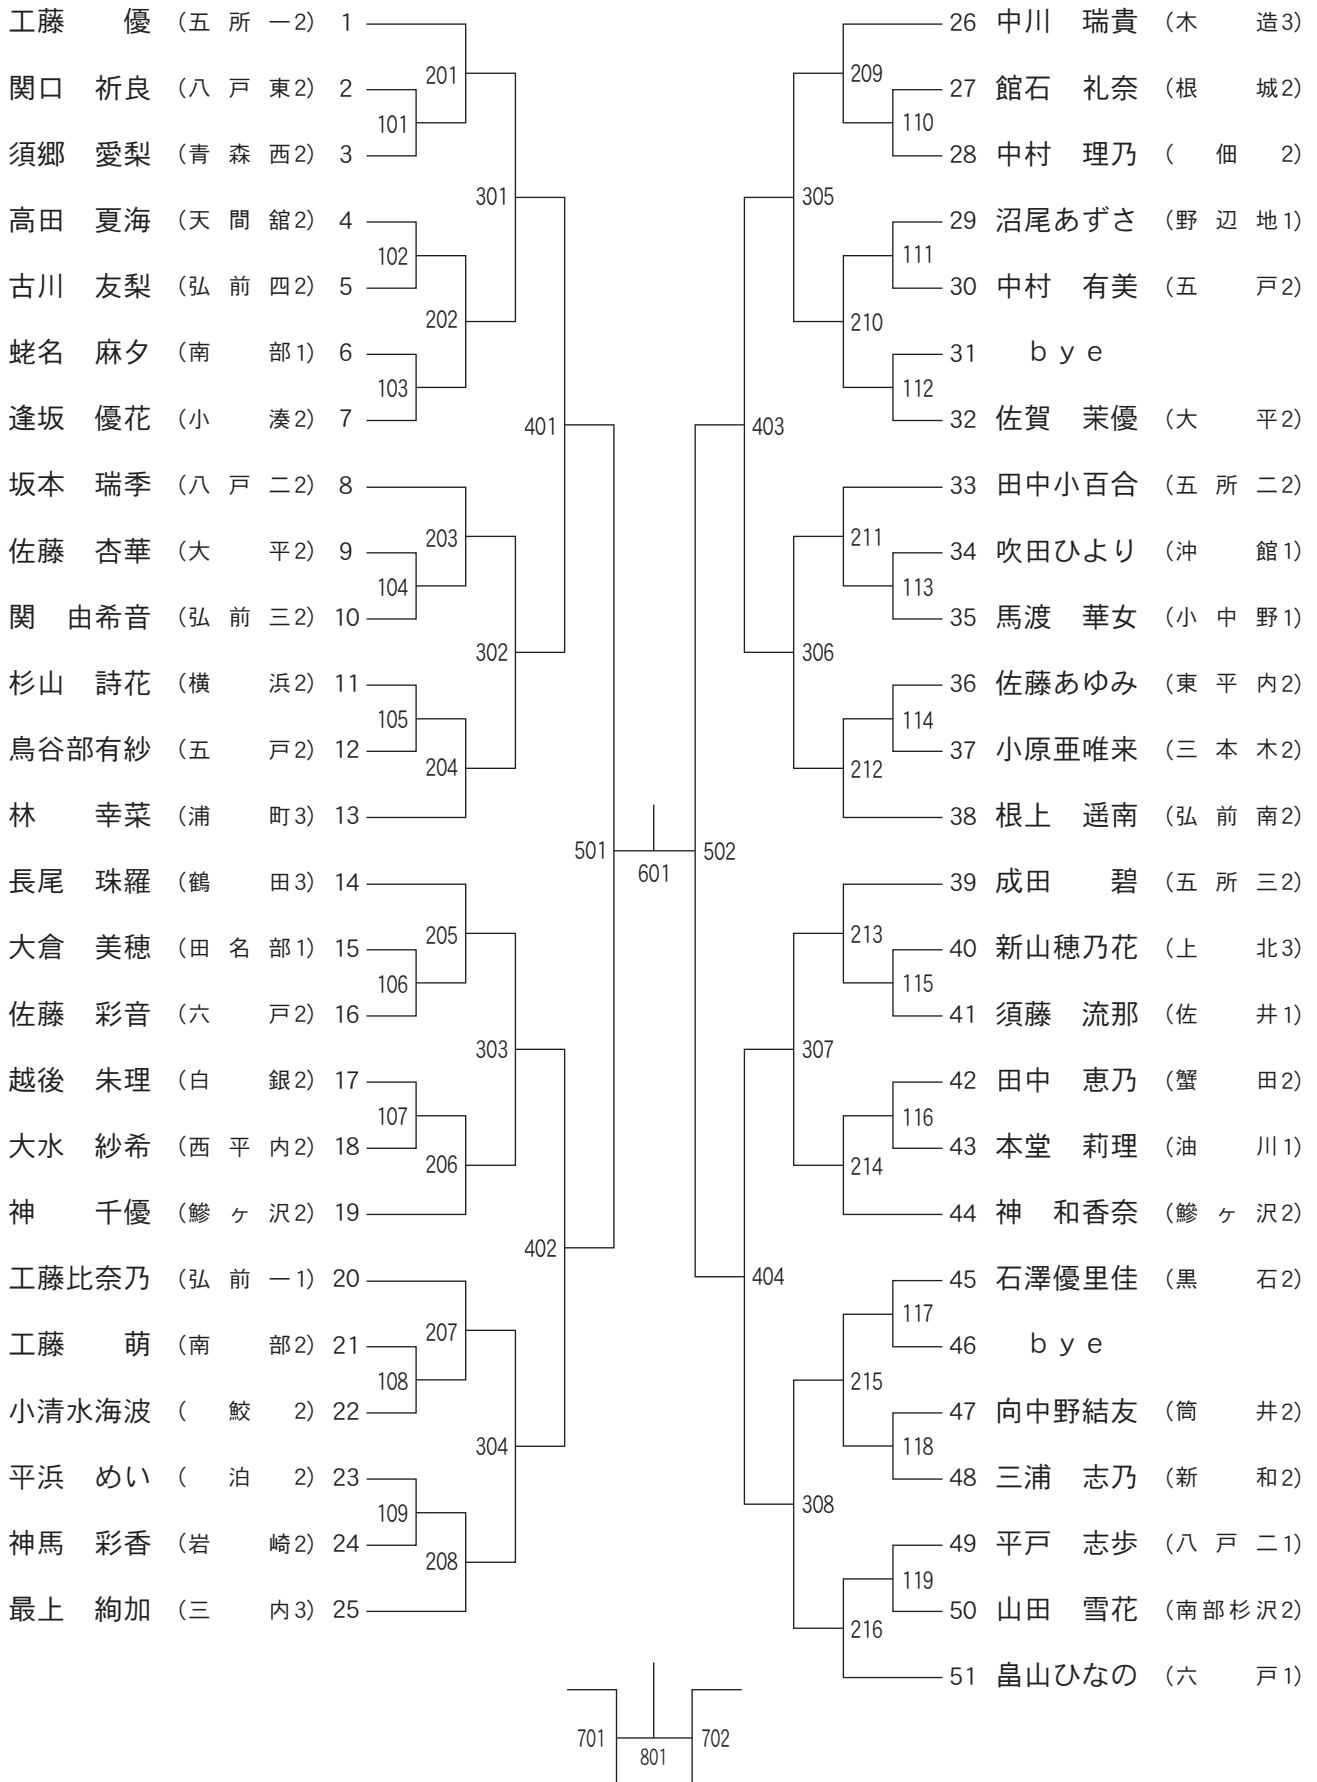 工藤　　優 （五所一2） 1
関口　祈良 （八戸東2） 2
須郷　愛梨 （青森西2） 3
高田　夏海 （天間舘2） 4
古川　友梨 （弘前四2） 5
蛯名　麻夕 （南部1） 6
逢坂　優花 （小湊2） 7
坂本　瑞季 （八戸二2） 8
佐藤　杏華 （大平2） 9
関　由希音 （弘前三2） 10
杉山　詩花 （横浜2） 11
鳥谷部有紗 （五戸2） 12
林　　幸菜 （浦町3） 13
長尾　珠羅 （鶴田3） 14
大倉　美穂 （田名部1） 15
佐藤　彩音 （六戸2） 16
越後　朱理 （白銀2） 17
大水　紗希 （西平内2） 18
神　　千優 （鰺ヶ沢2） 19
工藤比奈乃 （弘前一1） 20
工藤　　萌 （南部2） 21
小清水海波 （鮫2） 22
平浜　めい （泊2） 23
神馬　彩香 （岩崎2） 24
最上　絢加 （三内3） 25
101
102
103
104
105
106
107
108
109
201
202
203
204
205
206
207
208
301
302
303
304
401
402
501
601
502
403
404
305
306
307
308
209
210
211
212
213
214
215
216
110
111
112
113
114
115
116
117
118
119
26 中川　瑞貴 （木造3）
27 館石　礼奈 （根城2）
28 中村　理乃 （佃2）
29 沼尾あずさ （野辺地1）
30 中村　有美 （五戸2）
31 ｂｙｅ
32 佐賀　茉優 （大平2）
33 田中小百合 （五所二2）
34 吹田ひより （沖館1）
35 馬渡　華女 （小中野1）
36 佐藤あゆみ （東平内2）
37 小原亜唯来 （三本木2）
38 根上　遥南 （弘前南2）
39 成田　　碧 （五所三2）
40 新山穂乃花 （上北3）
41 須藤　流那 （佐井1）
42 田中　恵乃 （蟹田2）
43 本堂　莉理 （油川1）
44 神　和香奈 （鰺ヶ沢2）
45 石澤優里佳 （黒石2）
46 ｂｙｅ
47 向中野結友 （筒井2）
48 三浦　志乃 （新和2）
49 平戸　志歩 （八戸二1）
50 山田　雪花 （南部杉沢2）
51 畠山ひなの （六戸1）
701
801
702